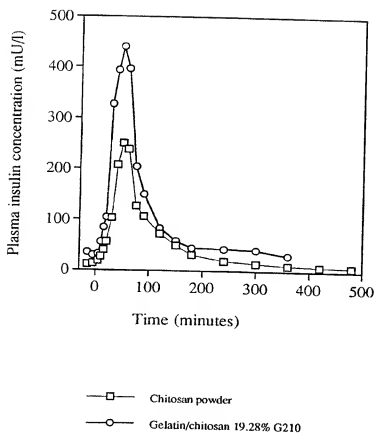 Plasma insulin concentration (mU/l)
500
400
300
200
100
0
0 100 200 300 400 500
Time (minutes)
Chitosan powder
Gelatin/chitosan 19.28% G210